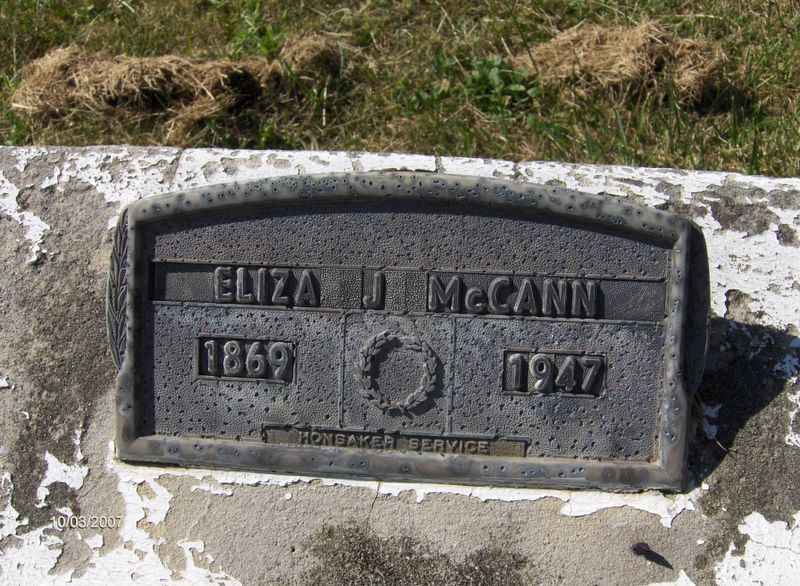 ELIZA J McCANN
1869 1947
HONSAKER SERVICE
10/03/2007